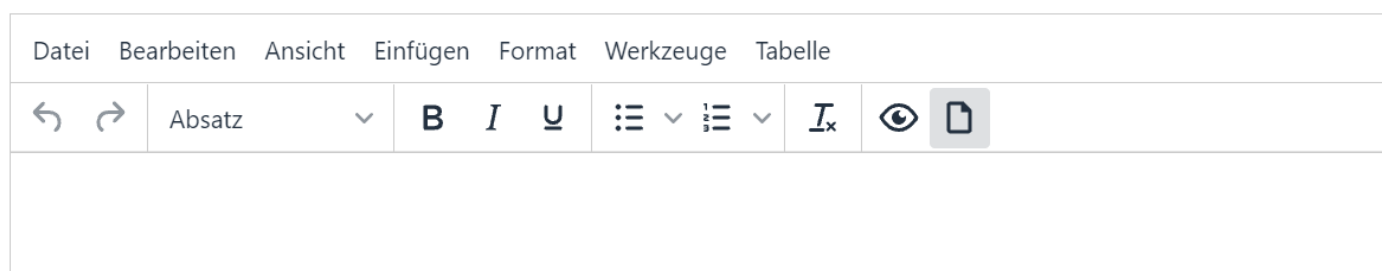 Datei Bearbeiten Ansicht Einfügen Format Werkzeuge Tabelle
Absatz B I U